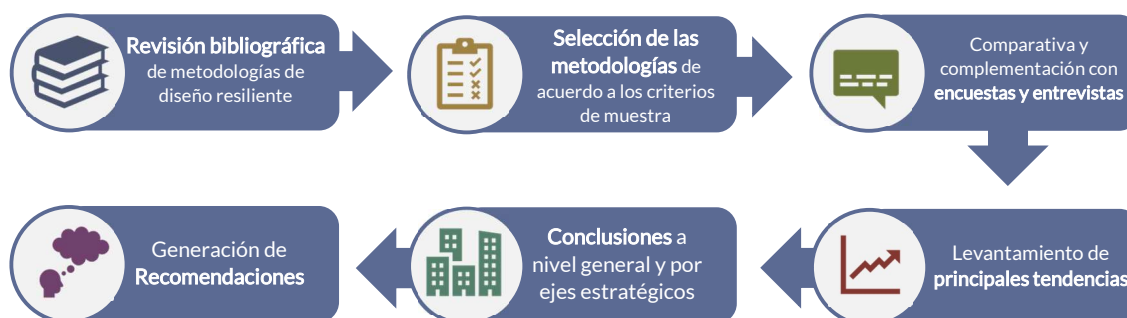 Revisión bibliográfica
de metodologías de
diseño resiliente
Selección de las
metodologías de
acuerdo a los criterios
de muestra
Comparativa y
complementación con
encuestas y entrevistas
Levantamiento de
principales tendencias
Conclusiones a
nivel general y por
ejes estratégicos
Generación de
Recomendaciones